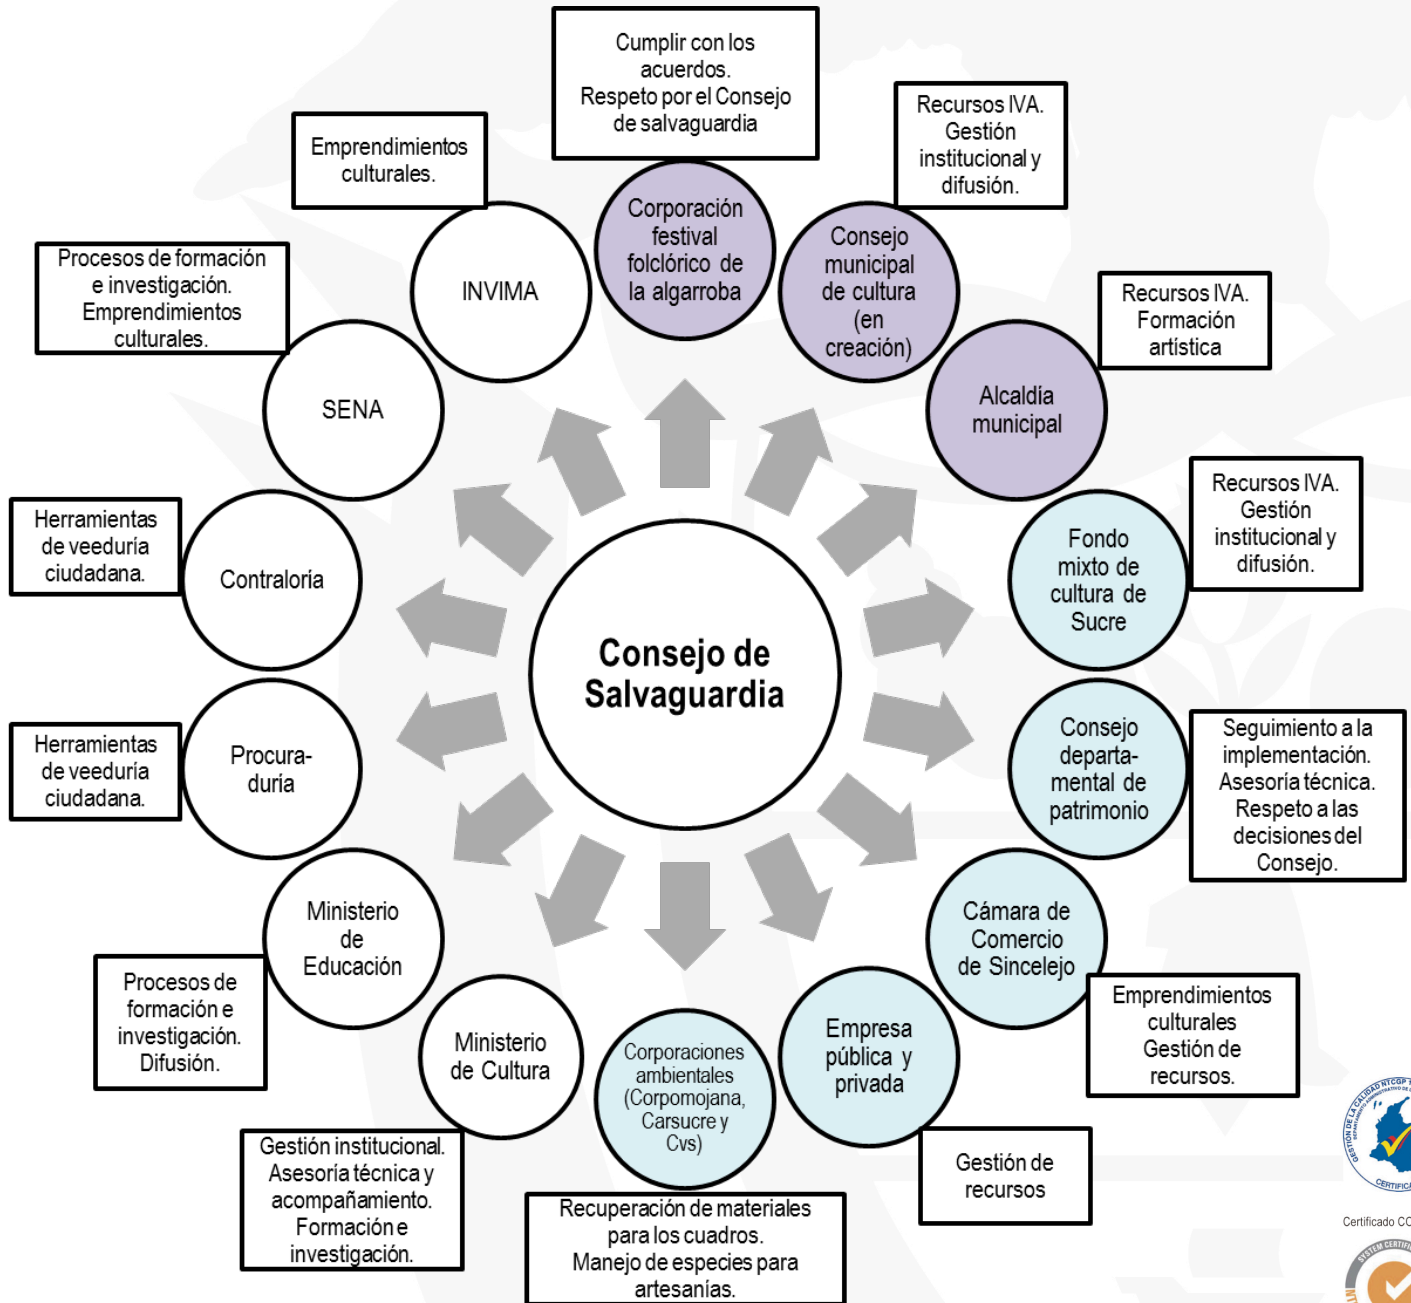 Cumplir con los
acuerdos.
Respeto por el Consejo
de salvaguardia
Corporación
festival
folclórico de
la algarroba
Recursos IVA.
Gestión
institucional y
difusión.
Consejo
municipal
de cultura
(en
creación)
Recursos IVA.
Formación
artística
Alcaldía
municipal
Recursos IVA.
Gestión
institucional y
difusión.
Fondo
mixto de
cultura de
Sucre
Seguimiento a la
implementación.
Asesoría técnica.
Respeto a las
decisiones del
Consejo.
Consejo
departa-
mental de
patrimonio
Cámara de
Comercio
de Sincelejo
Emprendimientos
culturales
Gestión de
recursos.
Empresa
pública y
privada
Gestión de
recursos
Corporaciones
ambientales
(Corpomojana,
Carsucre y
Cvs)
Recuperación de materiales
para los cuadros.
Manejo de especies para
artesanías.
Ministerio
de Cultura
Gestión institucional.
Asesoría técnica y
acompañamiento.
Formación e
investigación.
Ministerio
de
Educación
Procesos de
formación e
investigación.
Difusión.
Procura-
duría
Herramientas
de veeduría
ciudadana.
Contraloría
Herramientas
de veeduría
ciudadana.
SENA
Procesos de formación
e investigación.
Emprendimientos
culturales.
INVIMA
Emprendimientos
culturales.
Consejo de
Salvaguardia
GESTIÓN DE LA CALIDAD NTCGP
Certificado
SYSTEM